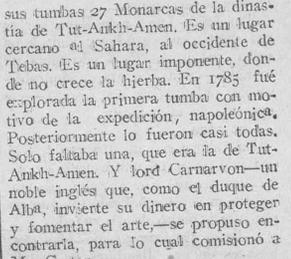 sus tumbas 27 Monarcas de la dinas-
tía de Tut-Ankh-Amen. Es un lugar
cercano al Sahara, al occidente de
Tebas. Es un lugar imponente, don-
de no crece la hierba. En 1785 fué
explorada la primera tumba con mo-
tivo de la expedición, napoleónica.
Posteriormente lo fueron casi todas.
Solo faltaba una, que era la de Tut-
Ankh-Amen. Y lord Carnarvon—un
noble inglés que, como el duque de
Alba, invierte su dinero en proteger
y fomentar el arte,—se propuso en-
contrarla, para lo cual comisionó a